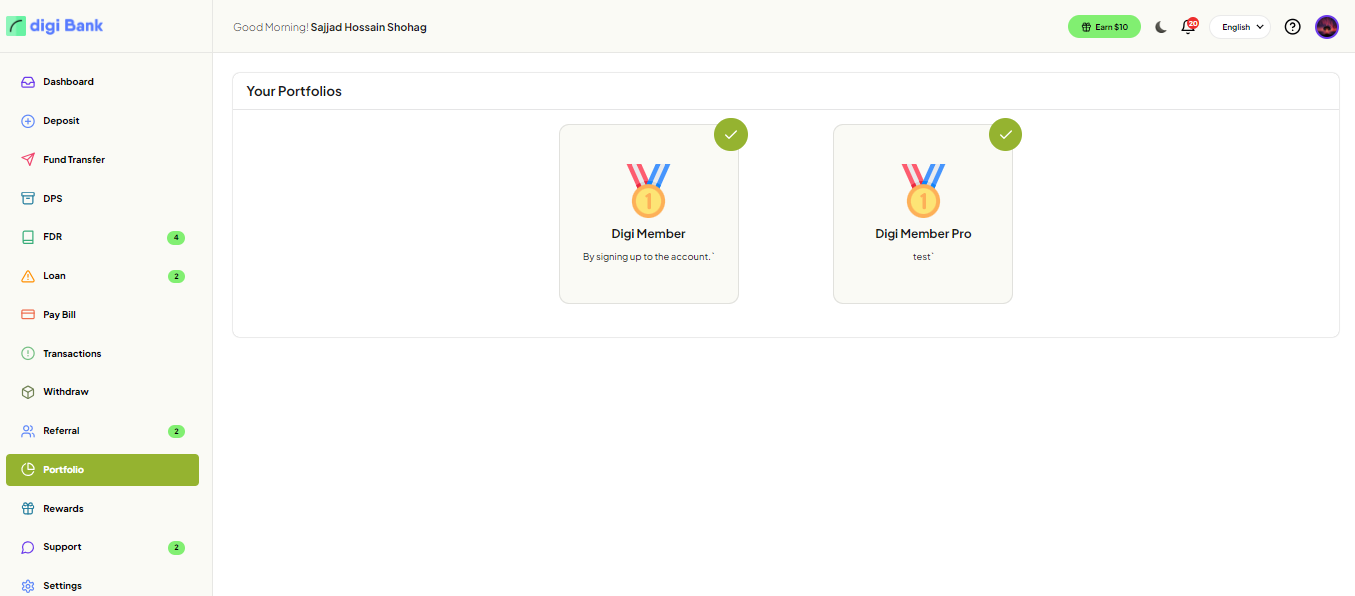 digi Bank
Good Morning! Sajjad Hossain Shohag
Earn $10
20
English
Dashboard
Deposit
Fund Transfer
DPS
FDR 4
Loan 2
Pay Bill
Transactions
Withdraw
Referral 2
Portfolio
Rewards
Support 2
Settings
Your Portfolios
1
Digi Member
By signing up to the account.`
1
Digi Member Pro
test`